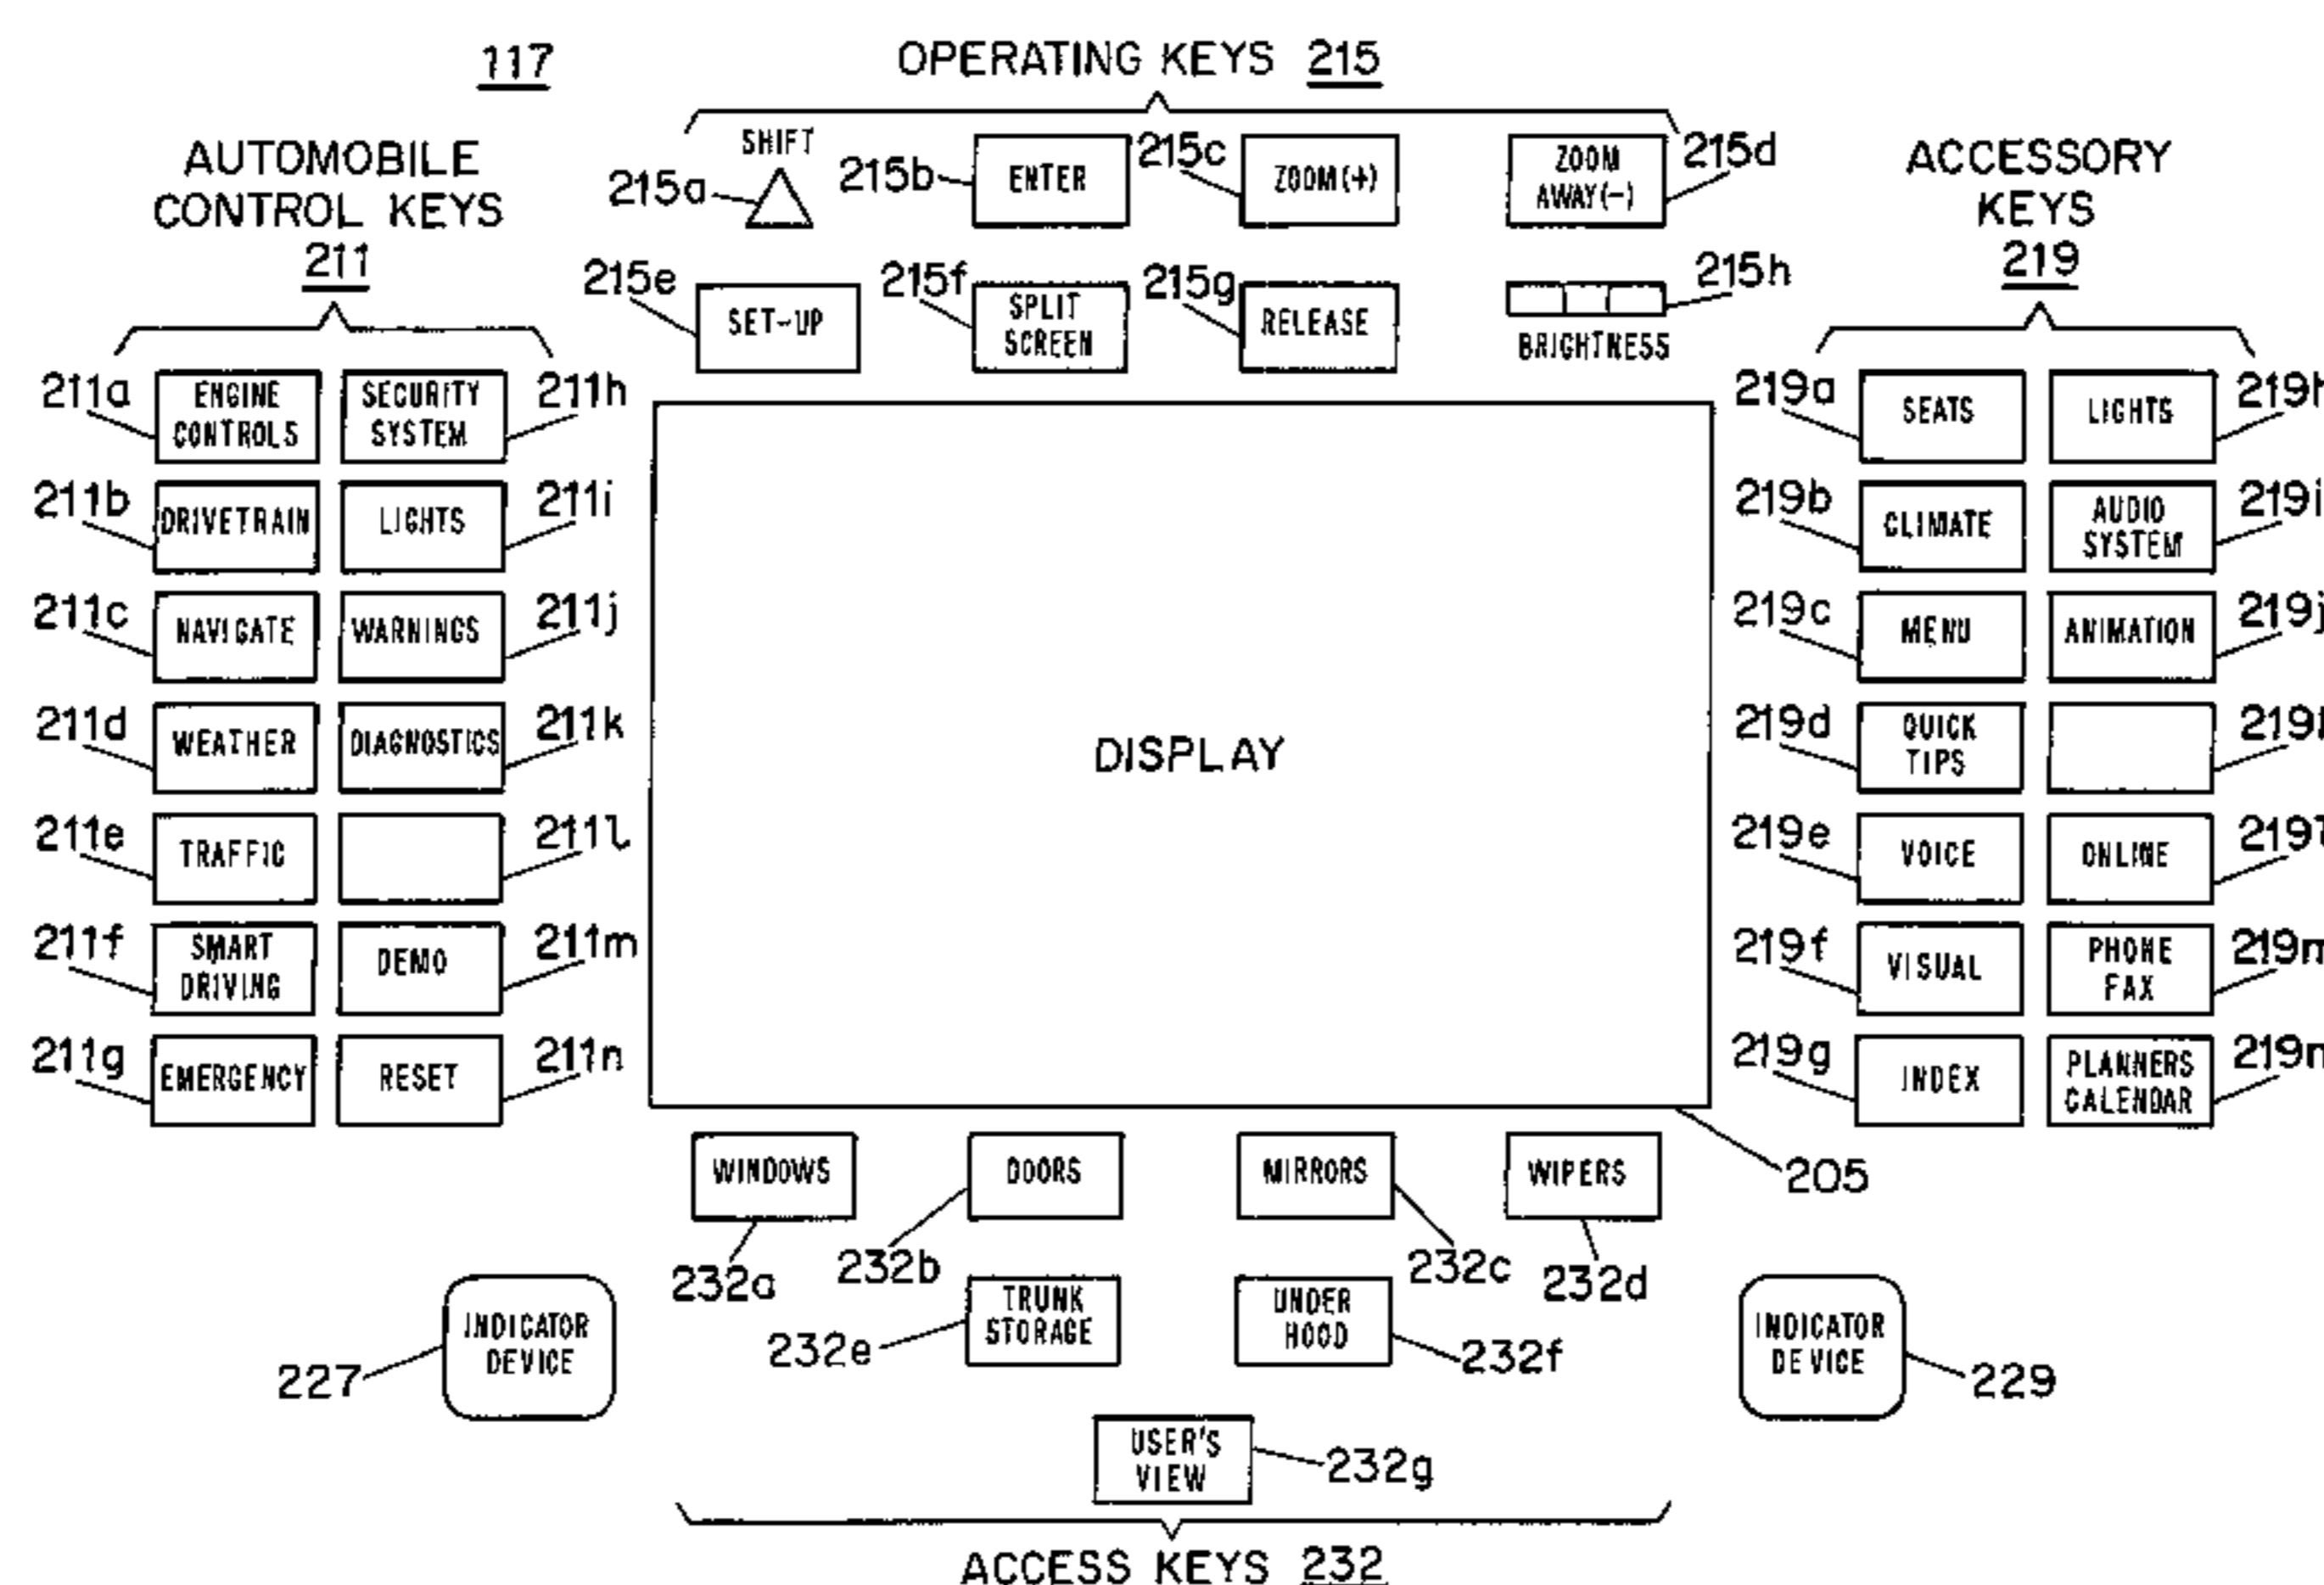 117
OPERATING KEYS 215
AUTOMOBILE
CONTROL KEYS
211
ACCESSORY
KEYS
219
SHIFT
215a
215b
ENTER
215c
ZOOM(+)
ZOOM
AWAY(-)
215d
215e
SET-UP
215f
SPLIT
SCREEN
215g
RELEASE
215h
BRIGHTNESS
211a
ENGINE
CONTROLS
SECURITY
SYSTEM
211h
211b
DRIVETRAIN
LIGHTS
211i
211c
NAVIGATE
WARNINGS
211j
211d
WEATHER
DIAGNOSTICS
211k
211e
TRAFFIC
211l
211f
SMART
DRIVING
DEMO
211m
211g
EMERGENCY
RESET
211n
DISPLAY
205
219a
SEATS
LIGHTS
219h
219b
CLIMATE
AUDIO
SYSTEM
219i
219c
MENU
ANIMATION
219j
219d
QUICK
TIPS
219e
VOICE
ONLINE
219l
219f
VISUAL
PHONE
FAX
219m
219g
INDEX
PLANNERS
CALENDAR
219n
WINDOWS
DOORS
MIRRORS
WIPERS
232a
232b
232c
232d
232e
TRUNK
STORAGE
UNDER
HOOD
232f
INDICATOR
DEVICE
227
INDICATOR
DEVICE
229
USER'S
VIEW
232g
ACCESS KEYS 232